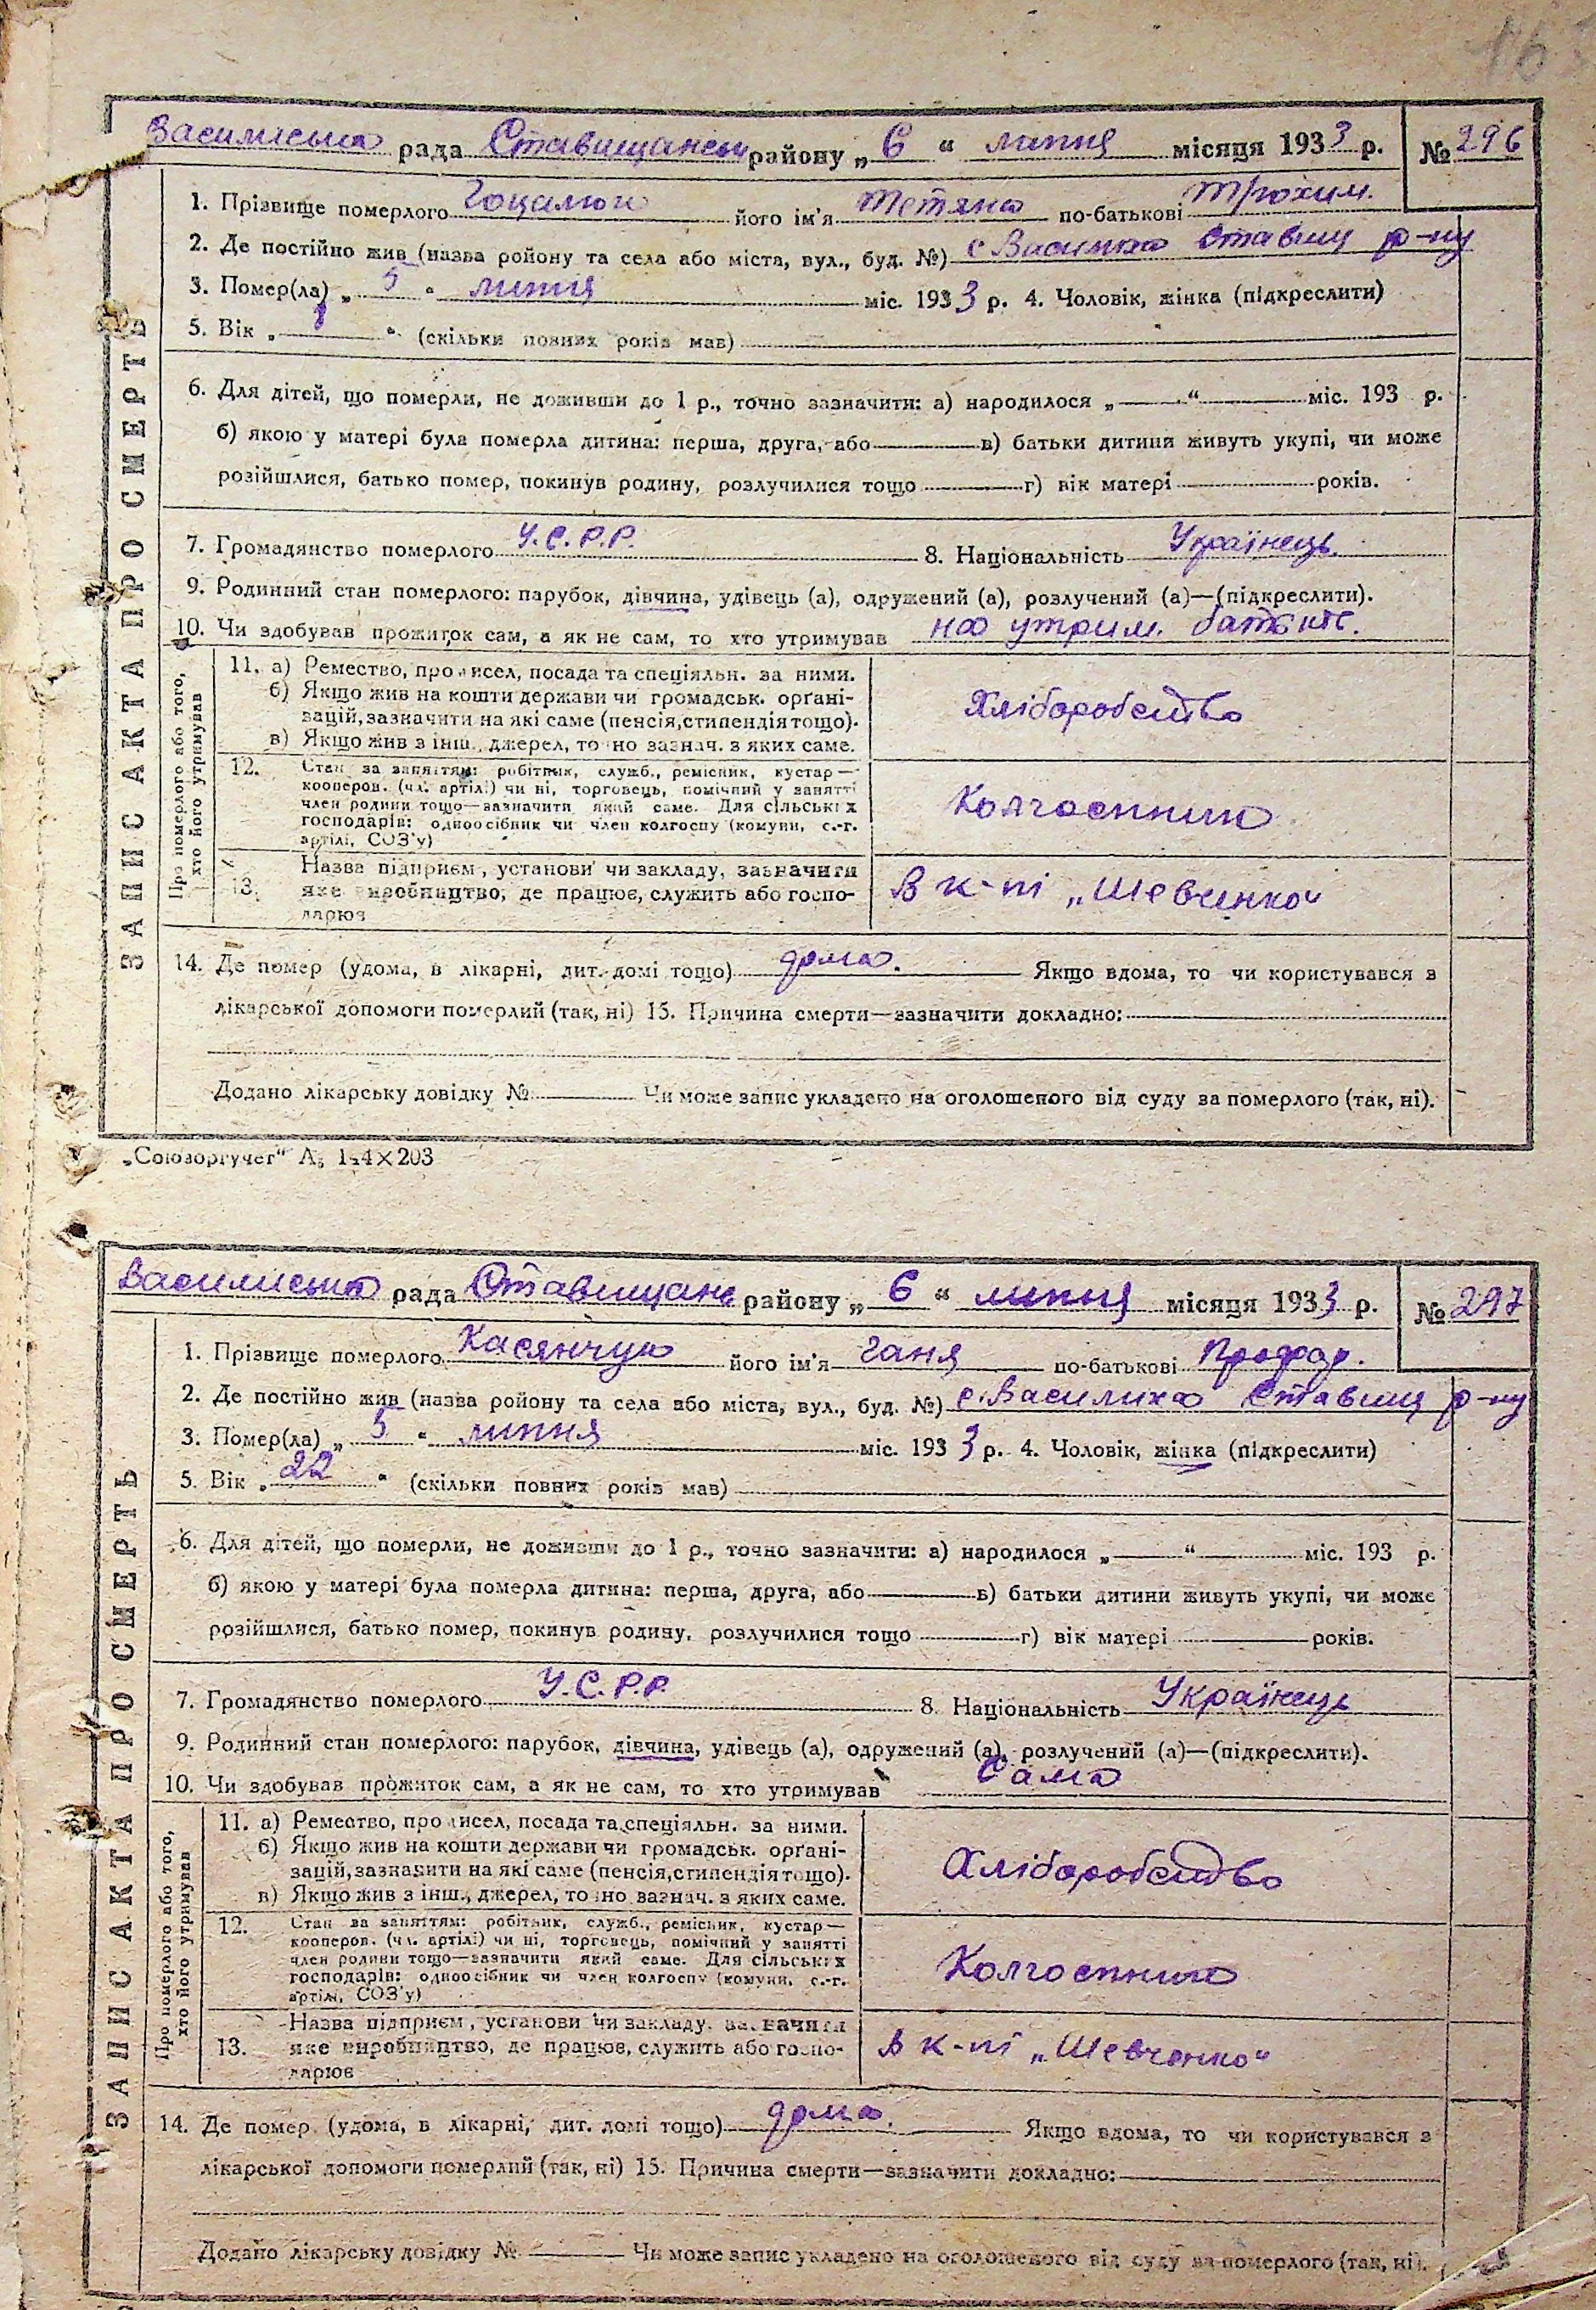 163
Василиська рада Ставищанськ району „ 6 “ липня місяця 1933 р. № 296
1. Прізвище померлого Гоцалюк його ім'я Тетяна по-батькові Трохим.
2. Де постійно жив (назва ройону та села або міста, вул., буд. №) с Василиха Ставищ р-ну
3. Помер(ла) „ 5 “ липня міс. 1933 р. 4. Чоловік, жінка (підкреслити)
5. Вік „ “ (скільки повних років мав)
6. Для дітей, що померли, не доживши до 1 р., точно зазначити: а) народилося „ “ міс. 193 р.
б) якою у матері була померла дитина: перша, друга, або в) батьки дитини живуть укупі, чи може
розійшлися, батько помер, покинув родину, розлучилися тощо г) вік матері років.
7. Громадянство померлого У.С.Р.Р. 8. Національність Українець
9. Родинний стан померлого: парубок, дівчина, удівець (а), одружений (а), розлучений (а)—(підкреслити).
10. Чи здобував прожиток сам, а як не сам, то хто утримував на утрим. батьків.
ЗАПИС АКТА ПРО СМЕРТЬ
Про померлого або того,
хто його утримував
11. а) Ремество, промисел, посада та спеціяльн. за ними.
б) Якщо жив на кошти держави чи громадськ. орґані-
зацій, зазначити на які саме (пенсія, стипендія тощо).
в) Якщо жив з інш., джерел, точно зазнач. з яких саме.
Хліборобство
12. Стан за заняттям: робітник, служб., ремісник, кустар—
кооперов. (чл. артілі) чи ні, торговець, помічний у занятті
член родини тощо—зазначити який саме. Для сільських
господарів: одноосібник чи член колгоспу (комуни, с.-г.
артілі, СОЗ'у)
Колгоспник
13. Назва підприєм., установи чи закладу, зазначити
яке виробництво, де працює, служить або госпо-
дарює
В к-пі „Шевченко“
14. Де помер (удома, в лікарні, дит. домі тощо) дома. Якщо вдома, то чи користувався з
лікарської допомоги померлий (так, ні) 15. Причина смерти—зазначити докладно:
Додано лікарську довідку № Чи може запис укладено на оголошеного від суду за померлого (так, ні).
„Союзоргучет“ А5 144×203
Василиська рада Ставищанс району „ 6 “ липня місяця 1933 р. № 297
1. Прізвище померлого Касянчук його ім'я Ганя по-батькові Профор.
2. Де постійно жив (назва ройону та села або міста, вул., буд. №) с. Василиха Ставищ р-ну
3. Помер(ла) „ 5 “ липня міс. 1933 р. 4. Чоловік, жінка (підкреслити)
5. Вік „ 22 “ (скільки повних років мав)
6. Для дітей, що померли, не доживши до 1 р., точно зазначити: а) народилося „ “ міс. 193 р.
б) якою у матері була померла дитина: перша, друга, або в) батьки дитини живуть укупі, чи може
розійшлися, батько помер, покинув родину, розлучилися тощо г) вік матері років.
7. Громадянство померлого У.С.Р.Р 8. Національність Українець
9. Родинний стан померлого: парубок, дівчина, удівець (а), одружений (а), розлучений (а)—(підкреслити).
10. Чи здобував прожиток сам, а як не сам, то хто утримував Сама
ЗАПИС АКТА ПРО СМЕРТЬ
Про померлого або того,
хто його утримував
11. а) Ремество, промисел, посада та спеціяльн. за ними.
б) Якщо жив на кошти держави чи громадськ. орґані-
зацій, зазначити на які саме (пенсія, стипендія тощо).
в) Якщо жив з інш., джерел, точно зазнач. з яких саме.
Хліборобство
12. Стан за заняттям: робітник, служб., ремісник, кустар—
кооперов. (чл. артілі) чи ні, торговець, помічний у занятті
член родини тощо—зазначити який саме. Для сільських
господарів: одноосібник чи член колгоспу (комуни, с.-г.
артілі, СОЗ'у)
Колгоспник
13. Назва підприєм., установи чи закладу, зазначити
яке виробництво, де працює, служить або госпо-
дарює
В к-пі „Шевченко“
14. Де помер (удома, в лікарні, дит. домі тощо) дома. Якщо вдома, то чи користувався з
лікарської допомоги померлий (так, ні) 15. Причина смерти—зазначити докладно:
Додано лікарську довідку № Чи може запис укладено на оголошеного від суду за померлого (так, ні).